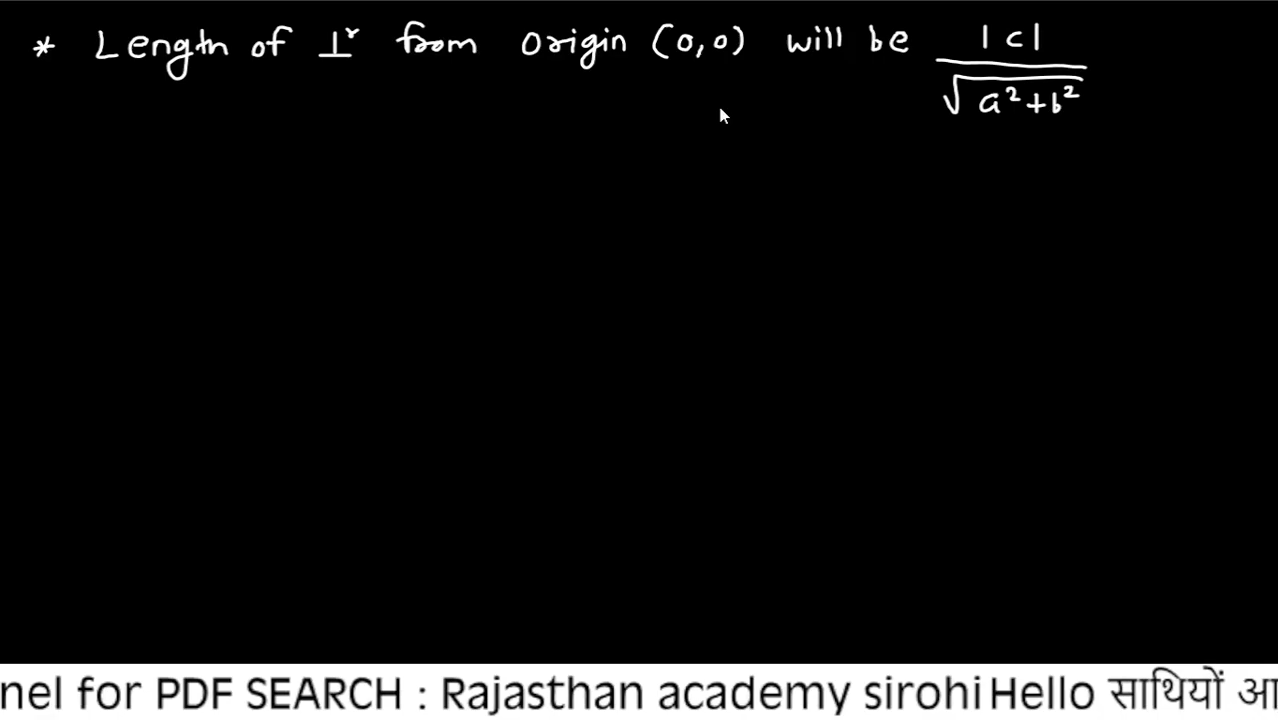 * Length of ⊥ʳ from origin (0,0) will be |c| / √(a²+b²)
nel for PDF SEARCH : Rajasthan academy sirohi Hello साथियों आ